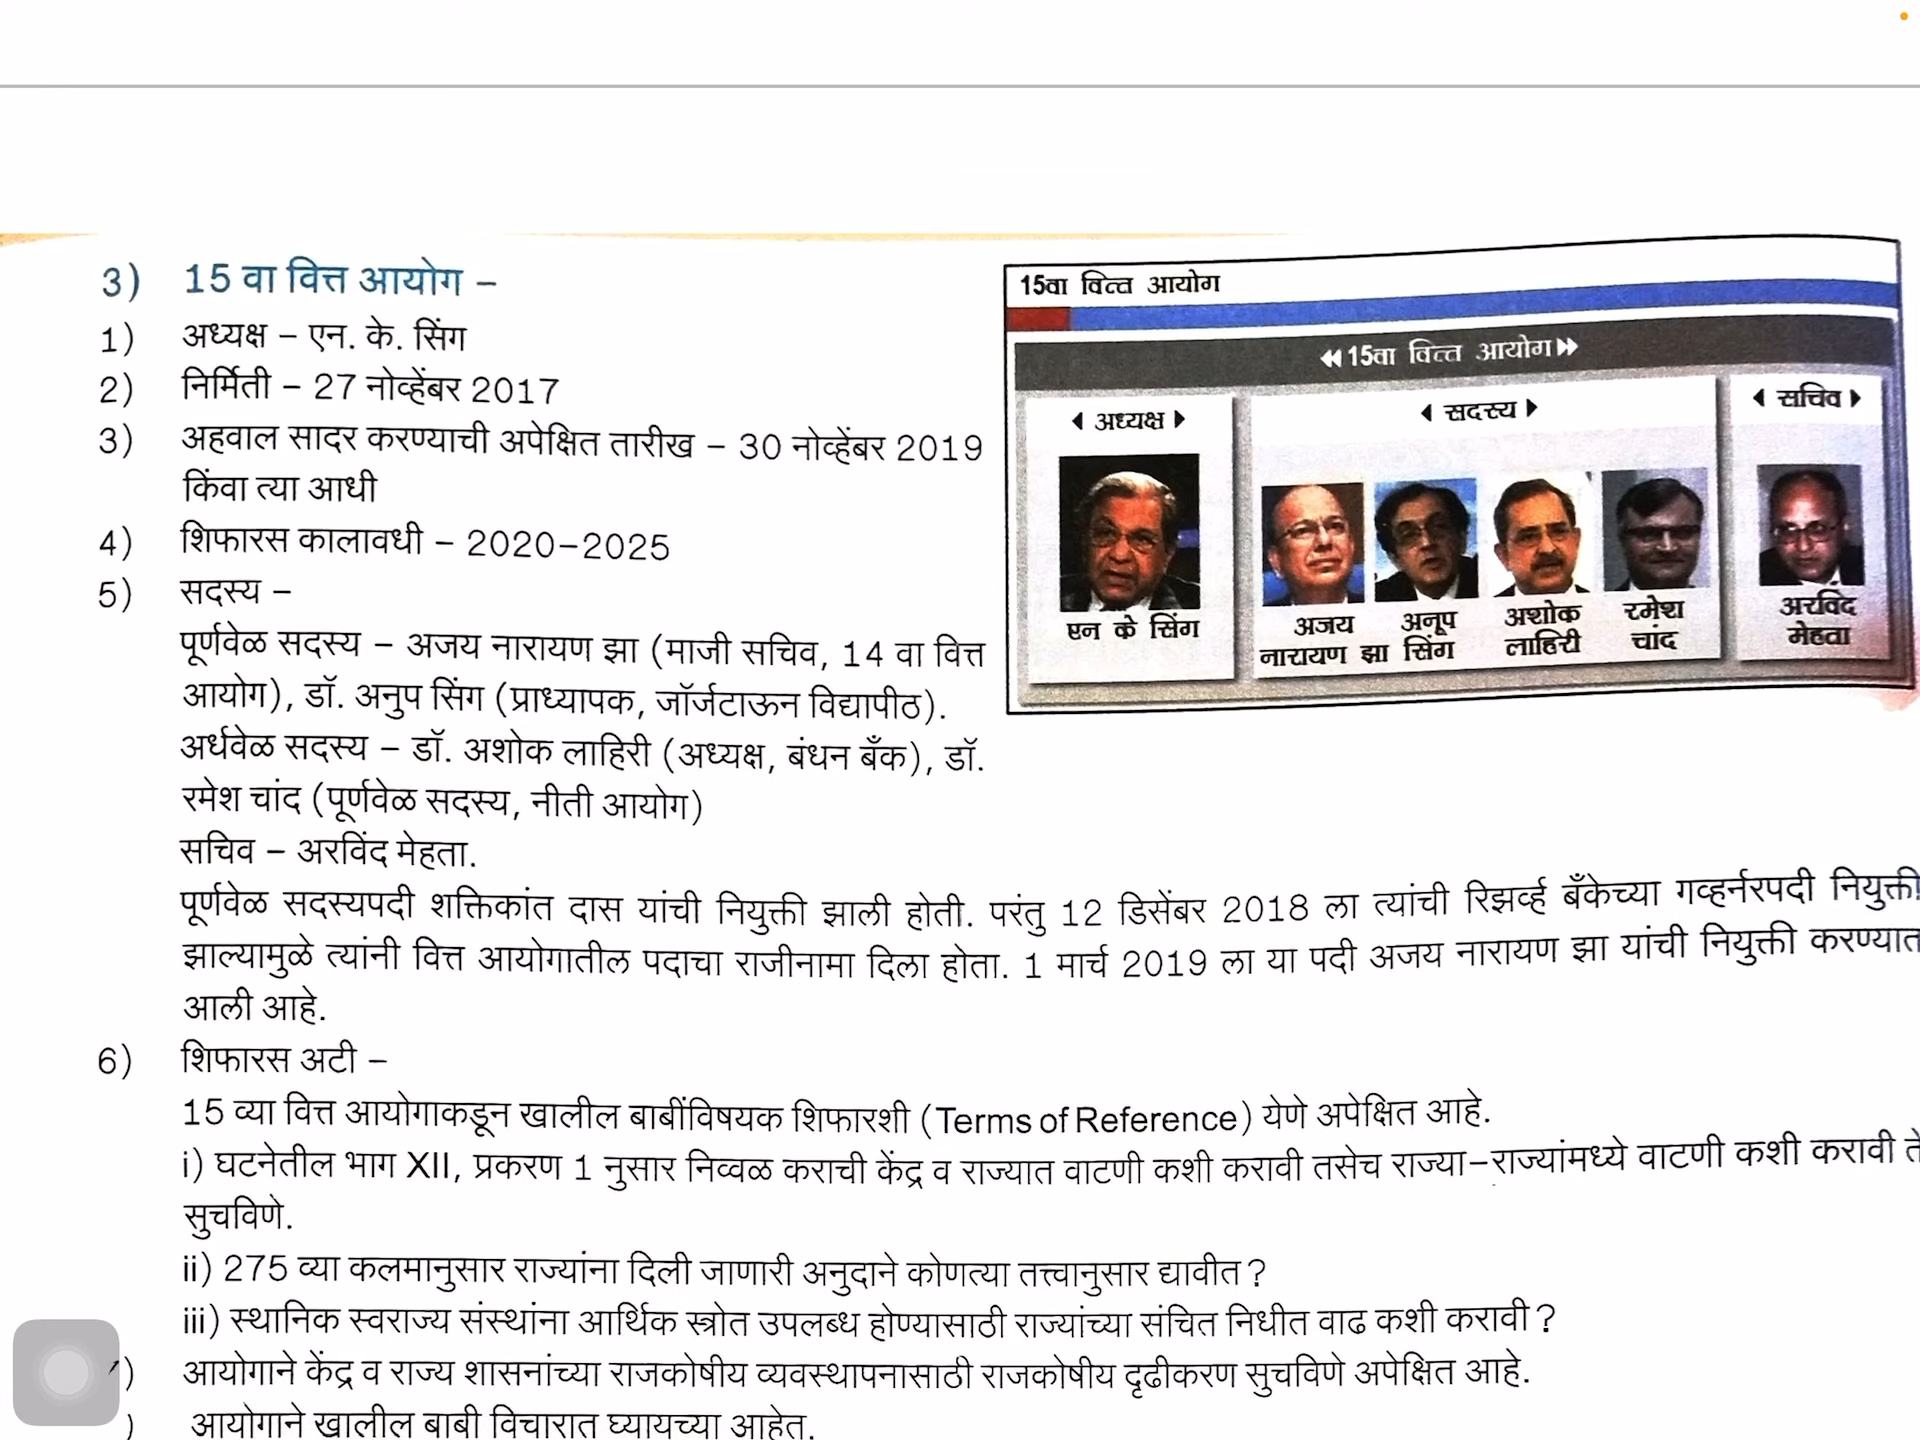 3) 15 वा वित्त आयोग –
1) अध्यक्ष – एन. के. सिंग
2) निर्मिती – 27 नोव्हेंबर 2017
3) अहवाल सादर करण्याची अपेक्षित तारीख – 30 नोव्हेंबर 2019
किंवा त्या आधी
4) शिफारस कालावधी – 2020-2025
5) सदस्य –
पूर्णवेळ सदस्य – अजय नारायण झा (माजी सचिव, 14 वा वित्त
आयोग), डॉ. अनुप सिंग (प्राध्यापक, जॉर्जटाऊन विद्यापीठ).
अर्धवेळ सदस्य – डॉ. अशोक लाहिरी (अध्यक्ष, बंधन बँक), डॉ.
रमेश चांद (पूर्णवेळ सदस्य, नीती आयोग)
सचिव – अरविंद मेहता.
15वा वित्त आयोग
15वा वित्त आयोग
अध्यक्ष
सदस्य
सचिव
एन के सिंग
अजय
नारायण झा
अनूप
सिंग
अशोक
लाहिरी
रमेश
चांद
अरविंद
मेहता
पूर्णवेळ सदस्यपदी शक्तिकांत दास यांची नियुक्ती झाली होती. परंतु 12 डिसेंबर 2018 ला त्यांची रिझर्व्ह बँकेच्या गव्हर्नरपदी नियुक्ती
झाल्यामुळे त्यांनी वित्त आयोगातील पदाचा राजीनामा दिला होता. 1 मार्च 2019 ला या पदी अजय नारायण झा यांची नियुक्ती करण्यात
आली आहे.
6) शिफारस अटी –
15 व्या वित्त आयोगाकडून खालील बाबींविषयक शिफारशी (Terms of Reference) येणे अपेक्षित आहे.
i) घटनेतील भाग XII, प्रकरण 1 नुसार निव्वळ कराची केंद्र व राज्यात वाटणी कशी करावी तसेच राज्या-राज्यांमध्ये वाटणी कशी करावी ते
सुचविणे.
ii) 275 व्या कलमानुसार राज्यांना दिली जाणारी अनुदाने कोणत्या तत्त्वानुसार द्यावीत ?
iii) स्थानिक स्वराज्य संस्थांना आर्थिक स्त्रोत उपलब्ध होण्यासाठी राज्यांच्या संचित निधीत वाढ कशी करावी ?
) आयोगाने केंद्र व राज्य शासनांच्या राजकोषीय व्यवस्थापनासाठी राजकोषीय दृढीकरण सुचविणे अपेक्षित आहे.
) आयोगाने खालील बाबी विचारात घ्यायच्या आहेत.